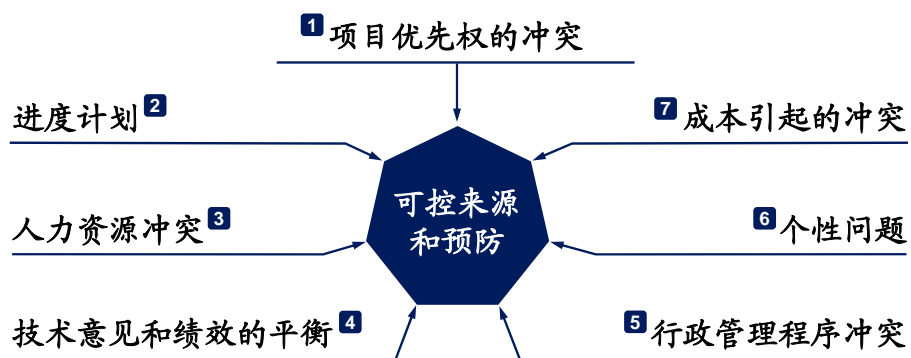 1 项目优先权的冲突
进度计划 2
7 成本引起的冲突
可控来源
和预防
人力资源冲突 3
6 个性问题
技术意见和绩效的平衡 4
5 行政管理程序冲突